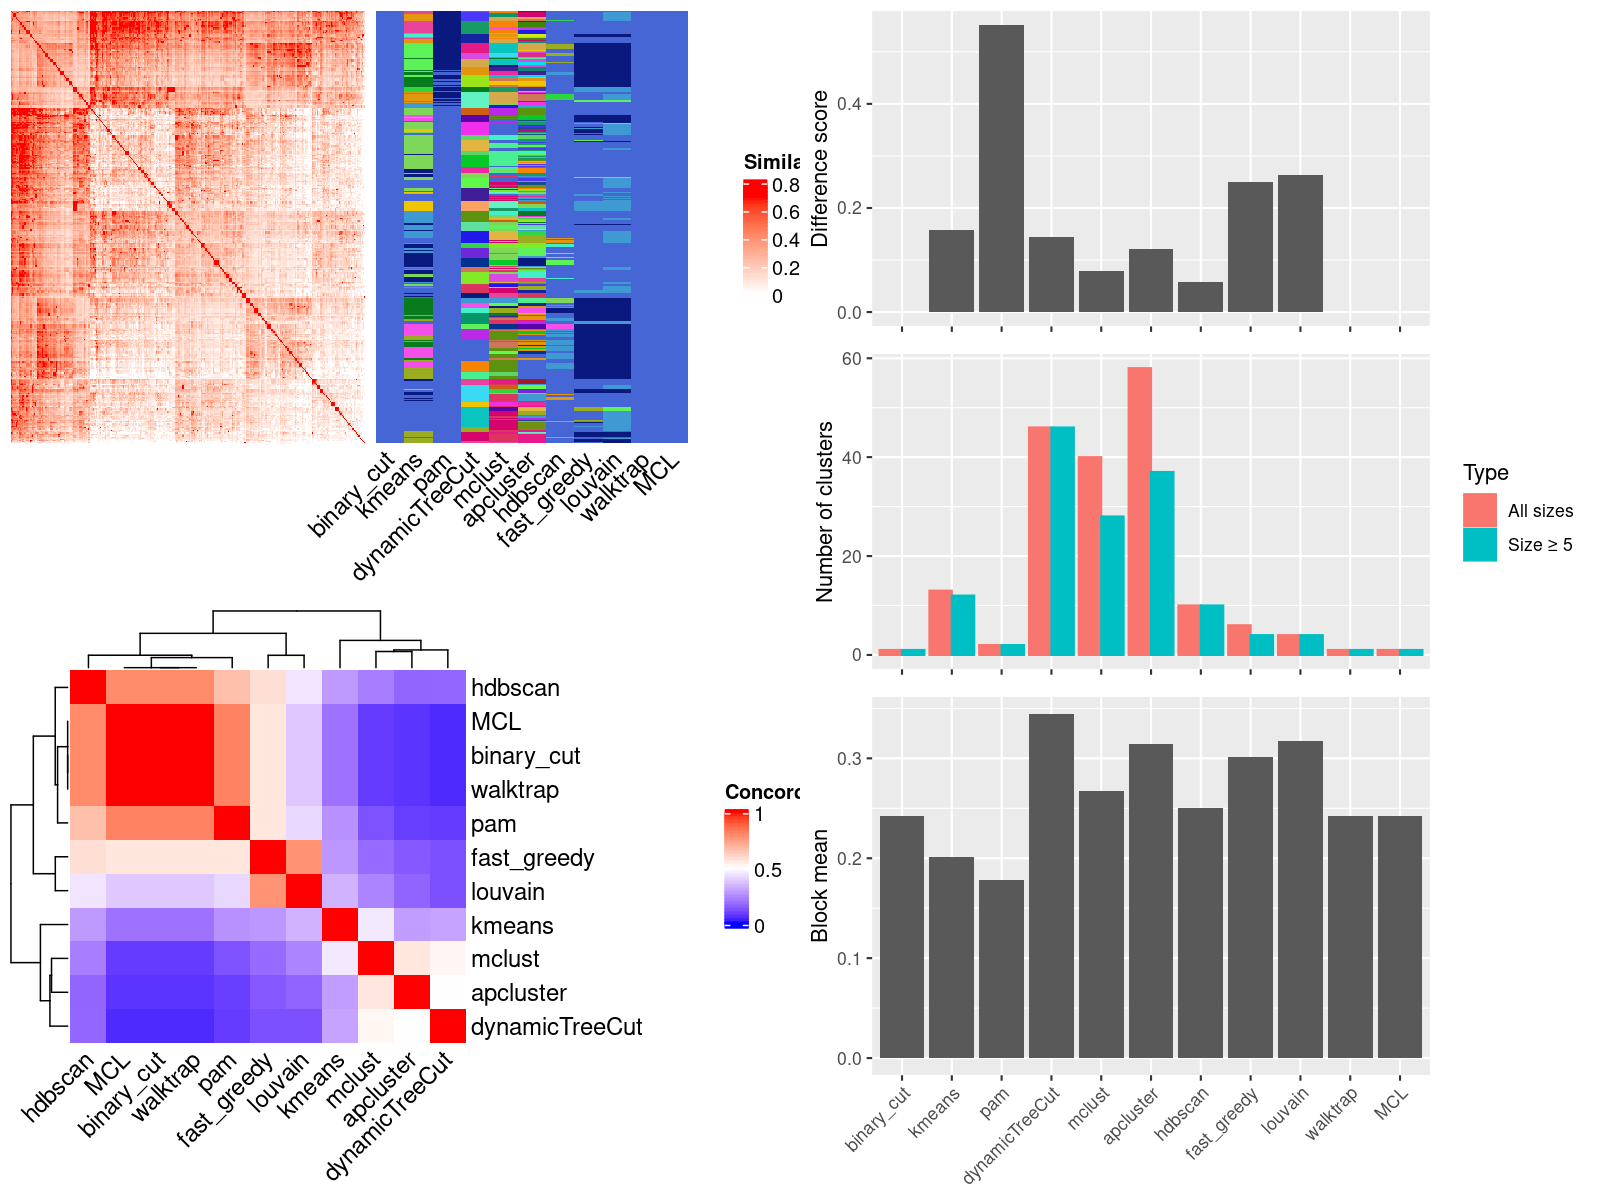 Simila
0.8
0.6
0.4
0.2
0
binary_cut
kmeans
pam
dynamicTreeCut
mclust
apcluster
hdbscan
fast_greedy
louvain
walktrap
MCL
Difference score
0.4
0.2
0.0
Number of clusters
60
40
20
0
Type
All sizes
Size ≥ 5
Block mean
0.3
0.2
0.1
0.0
binary_cut
kmeans
pam
dynamicTreeCut
mclust
apcluster
hdbscan
fast_greedy
louvain
walktrap
MCL
hdbscan
MCL
binary_cut
walktrap
pam
fast_greedy
louvain
kmeans
mclust
apcluster
dynamicTreeCut
hdbscan
MCL
binary_cut
walktrap
pam
fast_greedy
louvain
kmeans
mclust
apcluster
dynamicTreeCut
Concord
1
0.5
0